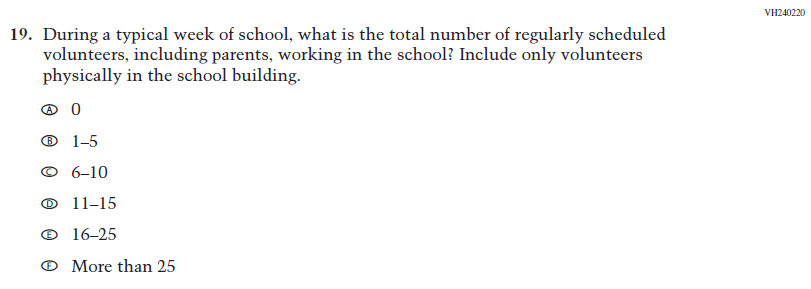 VH240220
19. During a typical week of school, what is the total number of regularly scheduled
volunteers, including parents, working in the school? Include only volunteers
physically in the school building.
A 0
B 1–5
C 6–10
D 11–15
E 16–25
F More than 25